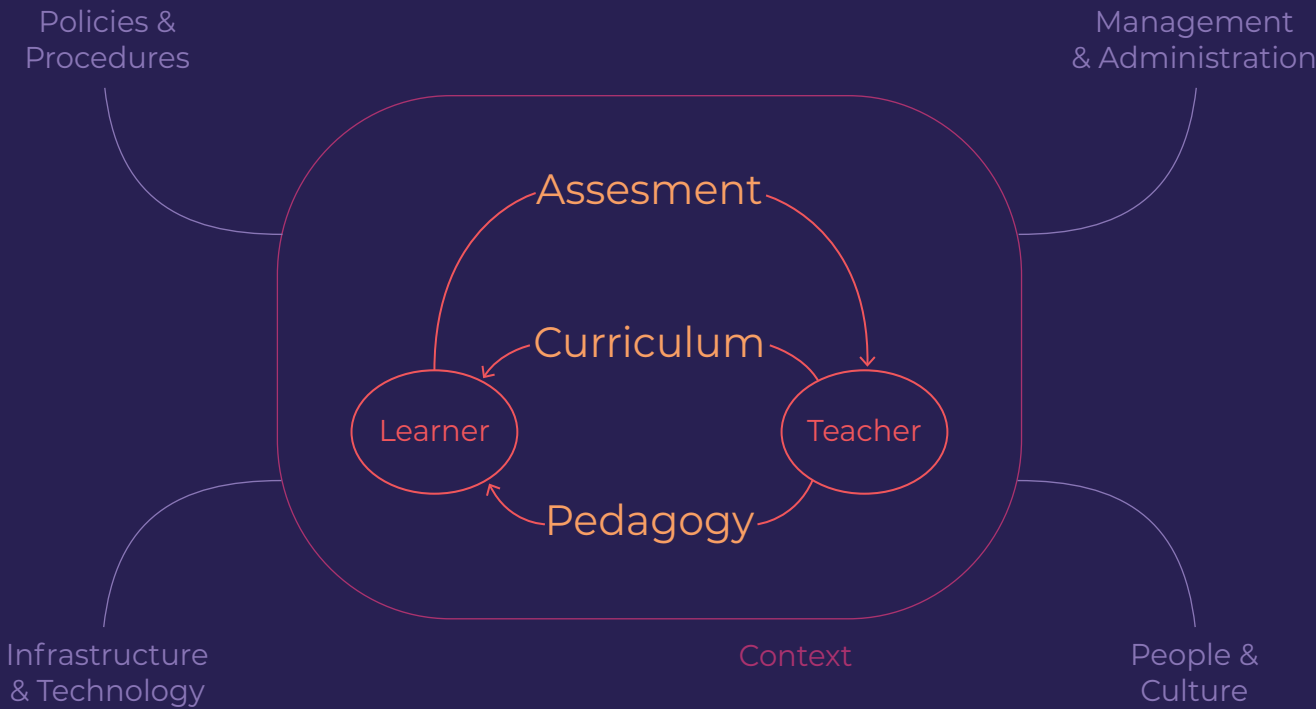 Policies &
Procedures
Management
& Administration
Assesment
Curriculum
Learner
Teacher
Pedagogy
Context
Infrastructure
& Technology
People &
Culture